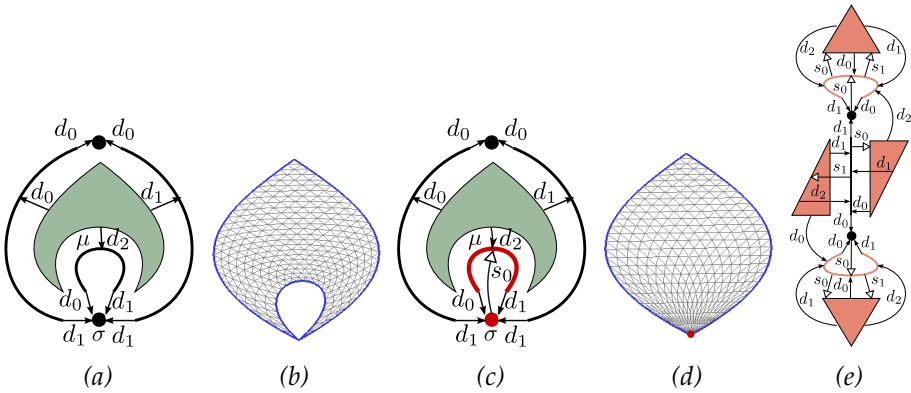 d₀ d₀
d₀ d₁
μ d₂
d₀ d₁
d₁ σ d₁
(a)
(b)
d₀ d₀
d₀ d₁
μ d₂
s₀
d₀ d₁
d₁ σ d₁
(c)
(d)
d₂ d₁
d₀
s₀ s₁
s₀
d₁ d₀
d₂
d₁
s₀
d₁
d₁
s₁
d₂
d₀
d₀
d₀
d₀ d₁
s₀
s₀ d₀ s₁
d₁ d₂
(e)